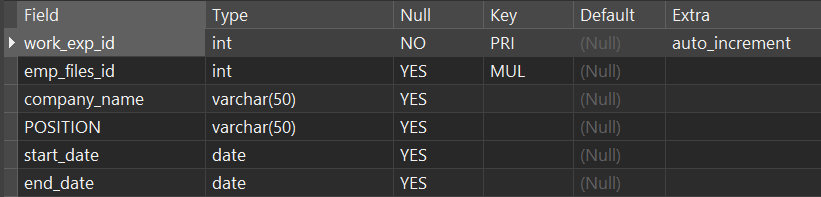 Field Type Null Key Default Extra
work_exp_id int NO PRI (Null) auto_increment
emp_files_id int YES MUL (Null)
company_name varchar(50) YES (Null)
POSITION varchar(50) YES (Null)
start_date date YES (Null)
end_date date YES (Null)